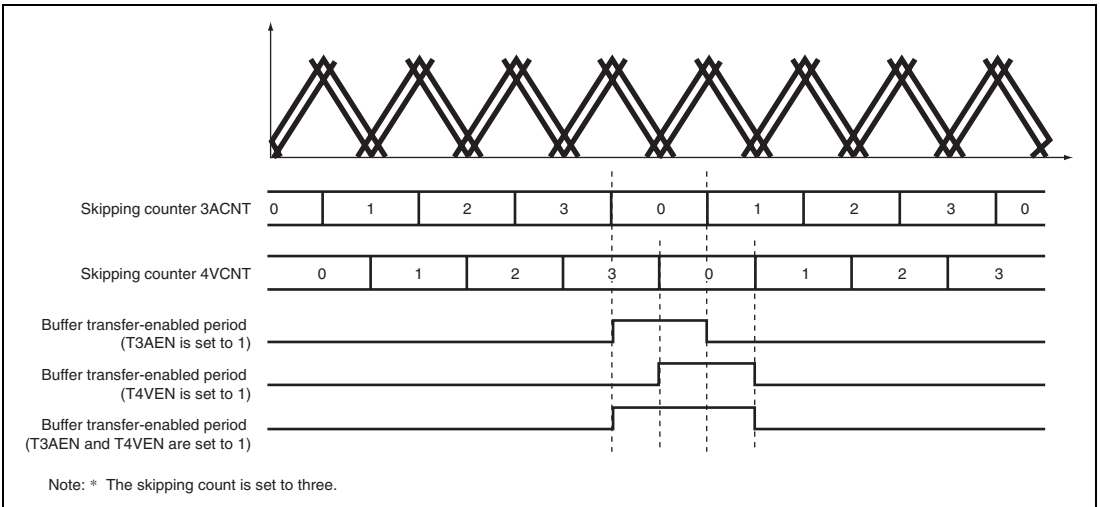 Skipping counter 3ACNT 0 1 2 3 0 1 2 3 0
Skipping counter 4VCNT 0 1 2 3 0 1 2 3
Buffer transfer-enabled period
(T3AEN is set to 1)
Buffer transfer-enabled period
(T4VEN is set to 1)
Buffer transfer-enabled period
(T3AEN and T4VEN are set to 1)
Note: * The skipping count is set to three.